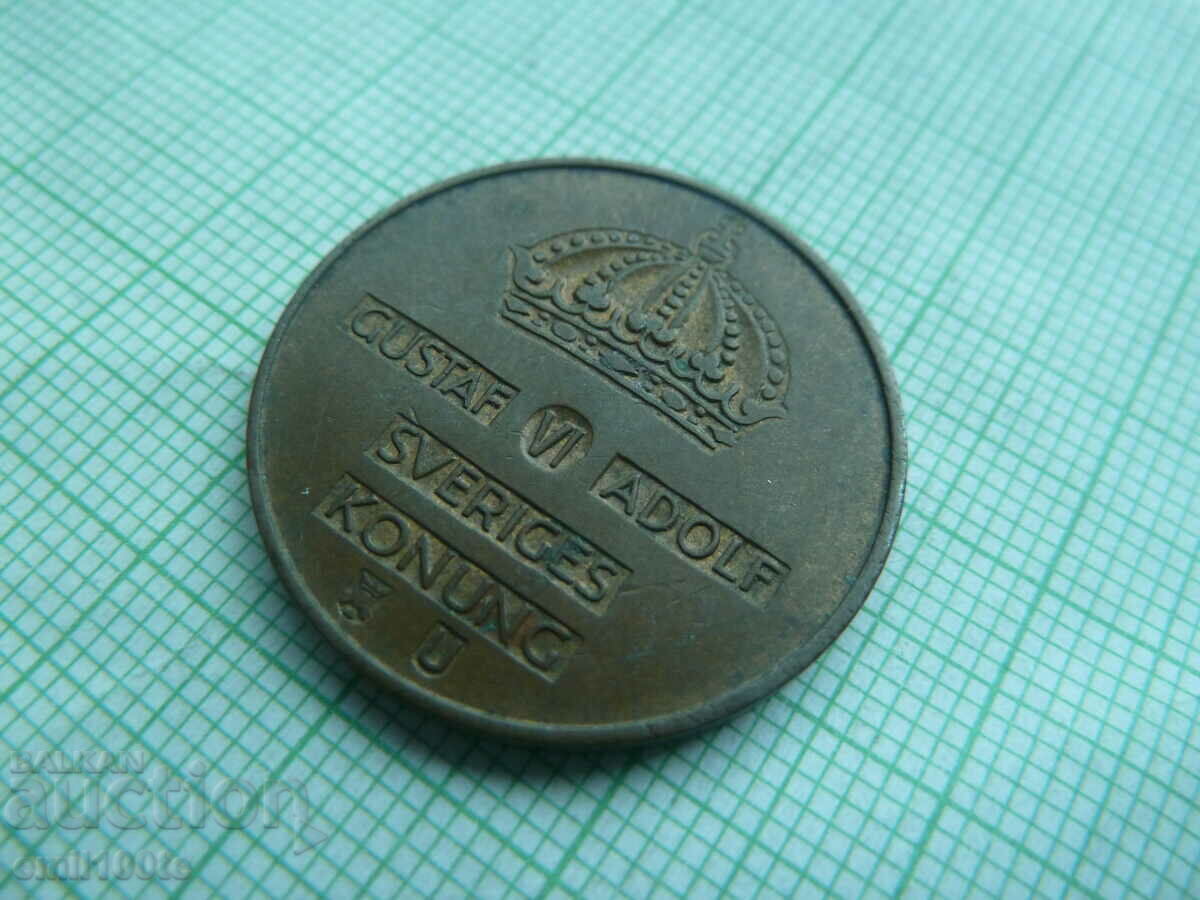 GUSTAF VI ADOLF
SVERIGES
KONUNG
U
BALKAN
auction
emil100te